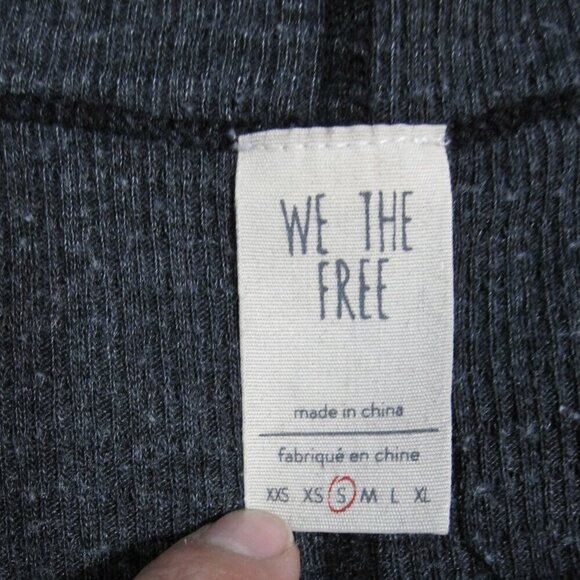 WE THE
FREE
made in china
fabriqué en chine
XXS XS S M L XL